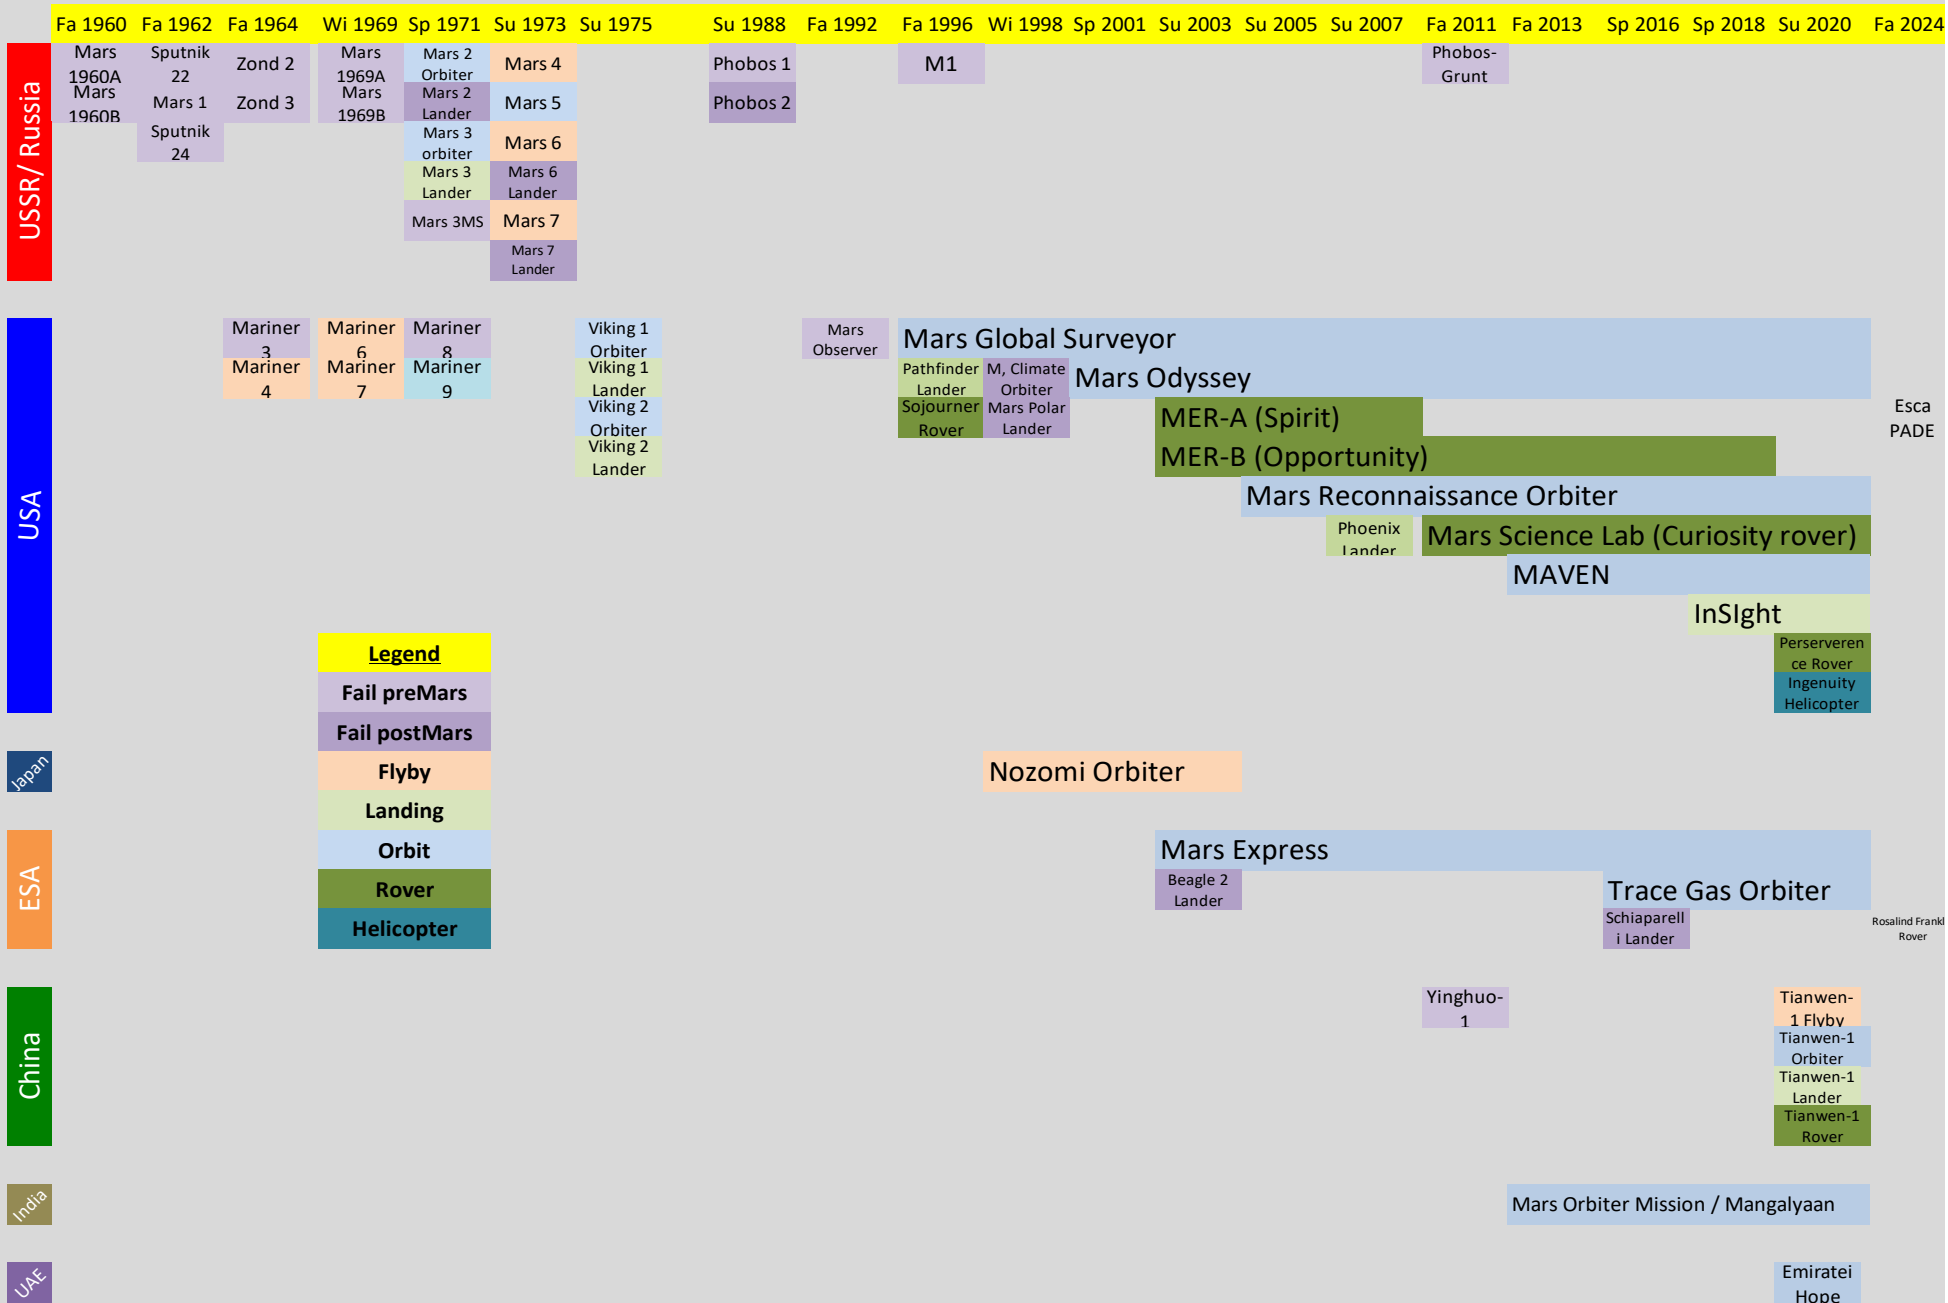 Fa 1960 Fa 1962 Fa 1964 Wi 1969 Sp 1971 Su 1973 Su 1975 Su 1988 Fa 1992 Fa 1996 Wi 1998 Sp 2001 Su 2003 Su 2005 Su 2007 Fa 2011 Fa 2013 Sp 2016 Sp 2018 Su 2020 Fa 2024
USSR/ Russia
Mars
1960A
Sputnik
22
Zond 2
Mars
1969A
Mars 2
Orbiter
Mars 4
Phobos 1
M1
Phobos-
Grunt
Mars
1960B
Mars 1
Zond 3
Mars
1969B
Mars 2
Lander
Mars 5
Phobos 2
Sputnik
24
Mars 3
orbiter
Mars 6
Mars 3
Lander
Mars 6
Lander
Mars 3MS
Mars 7
Mars 7
Lander
USA
Mariner
3
Mariner
6
Mariner
8
Viking 1
Orbiter
Mars
Observer
Mars Global Surveyor
Mariner
4
Mariner
7
Mariner
9
Viking 1
Lander
Pathfinder
Lander
M, Climate
Orbiter
Mars Odyssey
Viking 2
Orbiter
Sojourner
Rover
Mars Polar
Lander
MER-A (Spirit)
Esca
PADE
Viking 2
Lander
MER-B (Opportunity)
Mars Reconnaissance Orbiter
Phoenix
Lander
Mars Science Lab (Curiosity rover)
MAVEN
InSIght
Perserveren
ce Rover
Ingenuity
Helicopter
Legend
Fail preMars
Fail postMars
Flyby
Landing
Orbit
Rover
Helicopter
Japan
Nozomi Orbiter
ESA
Mars Express
Beagle 2
Lander
Trace Gas Orbiter
Schiaparell
i Lander
Rosalind Frankl
Rover
China
Yinghuo-
1
Tianwen-
1 Flyby
Tianwen-1
Orbiter
Tianwen-1
Lander
Tianwen-1
Rover
India
Mars Orbiter Mission / Mangalyaan
UAE
Emiratei
Hope